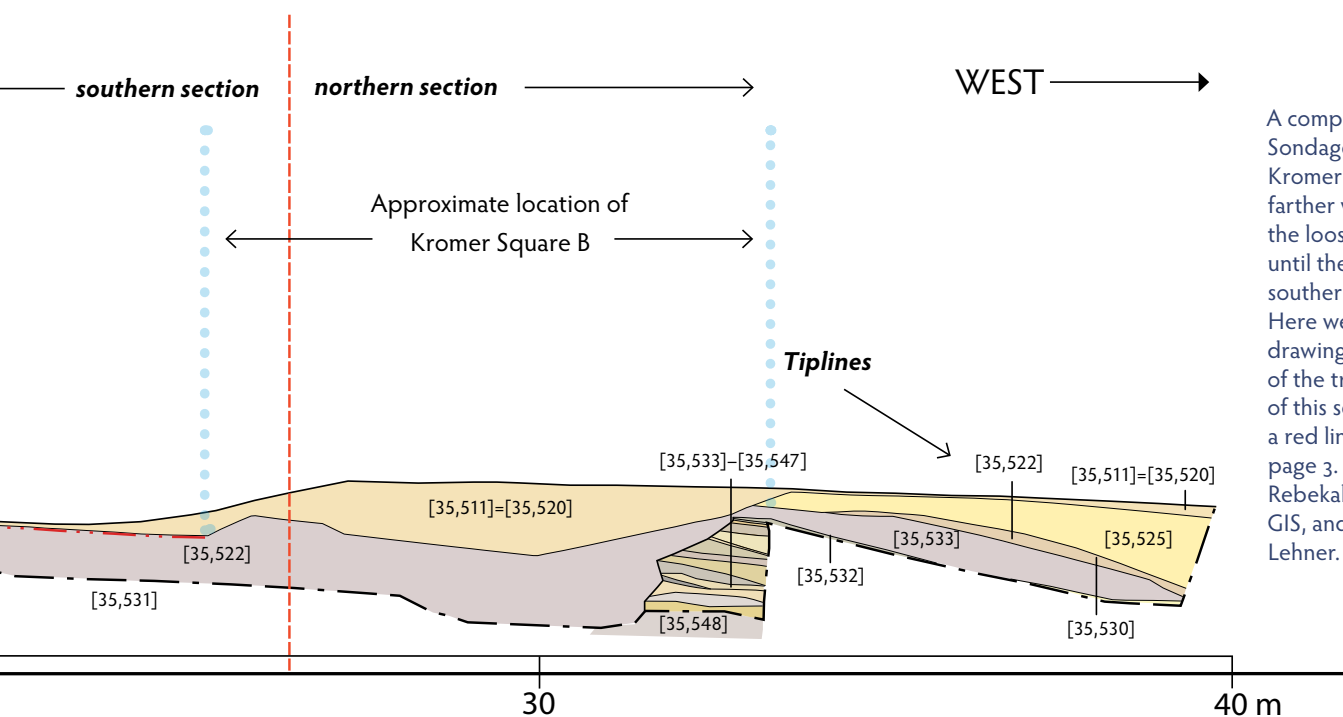 southern section
northern section
WEST
Approximate location of
Kromer Square B
Tiplines
[35,533]–[35,547]
[35,522]
[35,511]=[35,520]
[35,511]=[35,520]
[35,522]
[35,533]
[35,525]
[35,532]
[35,531]
[35,548]
[35,530]
30
40 m
A comp
Sondag
Kromer
farther
the loos
until the
souther
Here we
drawing
of the tr
of this s
a red lin
page 3.
Rebekal
GIS, and
Lehner.